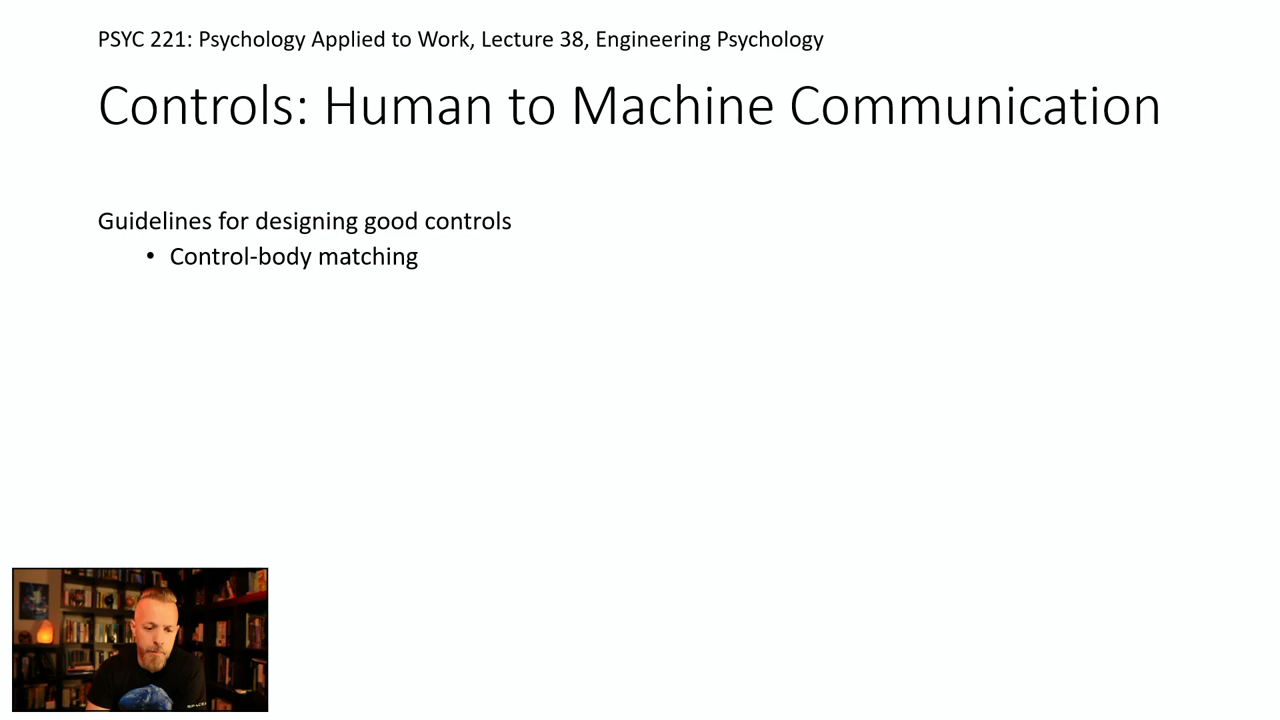 PSYC 221: Psychology Applied to Work, Lecture 38, Engineering Psychology
Controls: Human to Machine Communication
Guidelines for designing good controls
• Control-body matching